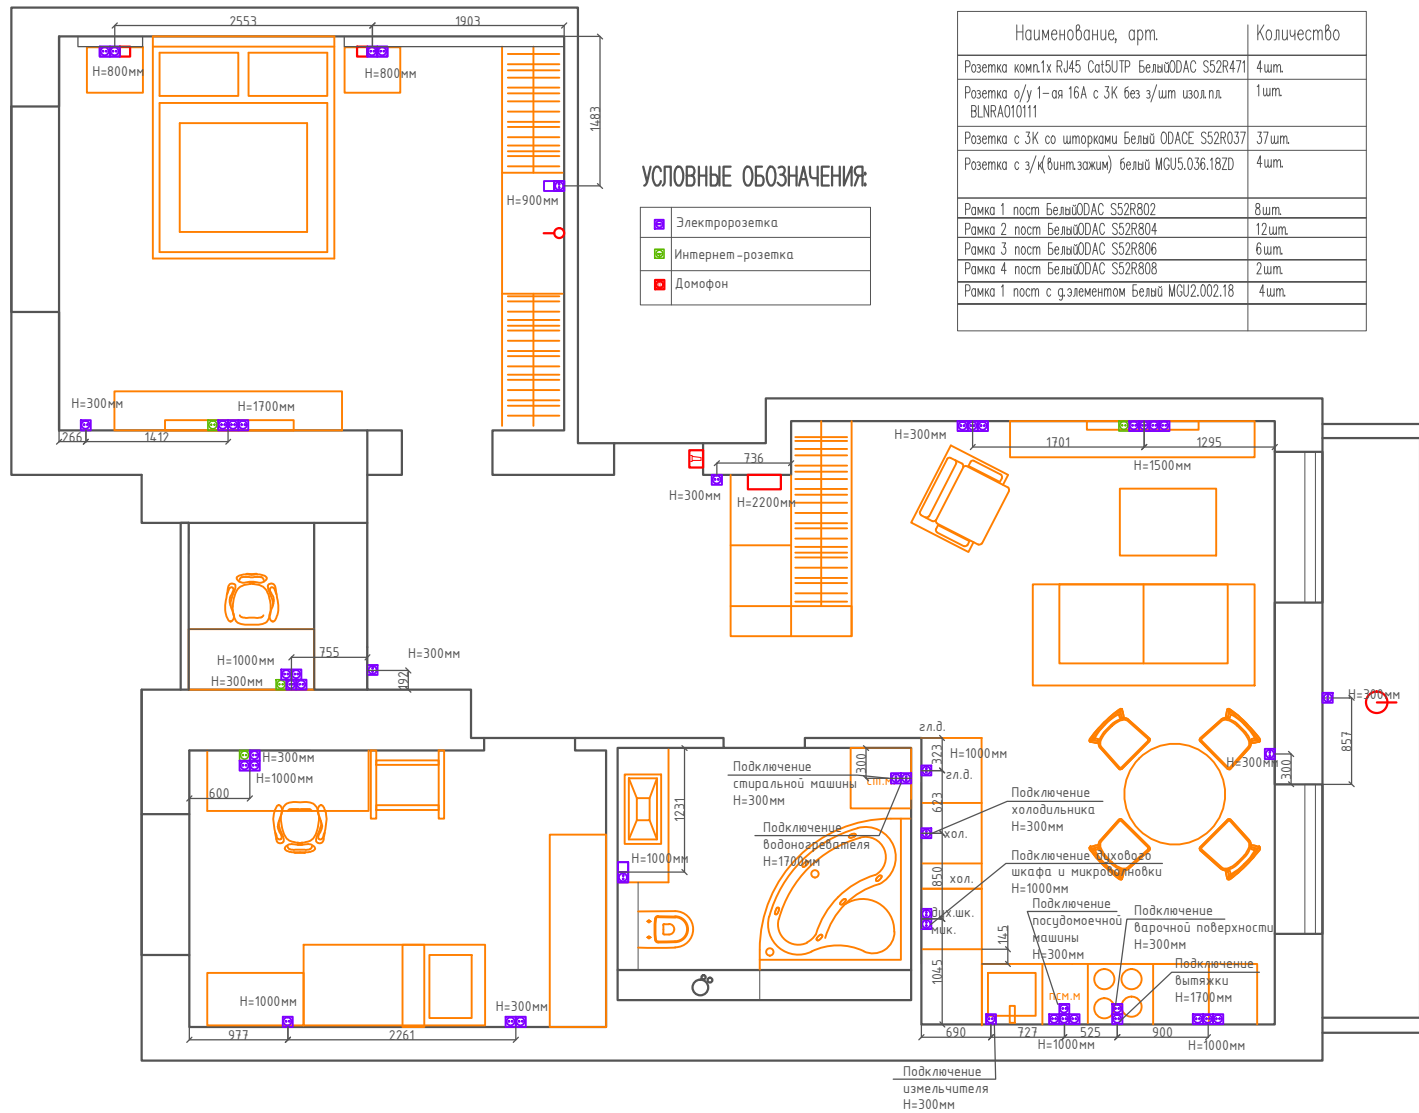 2553
1903
H=800мм
H=800мм
1483
H=900мм
H=300мм
H=1700мм
266
1412
УСЛОВНЫЕ ОБОЗНАЧЕНИЯ:
Электророзетка
Интернет-розетка
Домофон
Наименование, арт. Количество
Розетка комп.1х RJ45 Cat5UTP БелыйODAC S52R471 4шт.
Розетка о/у 1-ая 16А с ЗК без з/шт изол.пл. 1шт.
BLNRA010111
Розетка с ЗК со шторками Белый ODACE S52R037 37шт.
Розетка с з/к(винт.зажим) белый MGU5.036.18ZD 4шт.
Рамка 1 пост БелыйODAC S52R802 8шт.
Рамка 2 пост БелыйODAC S52R804 12шт.
Рамка 3 пост БелыйODAC S52R806 6шт.
Рамка 4 пост БелыйODAC S52R808 2шт.
Рамка 1 пост с д.элементом Белый MGU2.002.18 4шт.
H=300мм
1701
1295
H=1500мм
736
H=300мм
H=2200мм
755
H=1000мм
H=300мм
H=300мм
192
H=300мм
857
H=300мм
300
H=300мм
H=1000мм
600
1231
H=1000мм
Подключение
стиральной машины
H=300мм
300
ст.м
Подключение
водоногревателя
H=1700мм
гл.д.
323
H=1000мм
гл.д.
623
хол.
850
хол.
дух.шк.
мик.
1045
145
Подключение
холодильника
H=300мм
Подключение духового
шкафа и микроволновки
H=1000мм
Подключение
посудомоечной
машины
H=300мм
Подключение
варочной поверхности
H=300мм
Подключение
вытяжки
H=1700мм
псм.м
H=1000мм
H=300мм
977
2261
690
727
525
900
H=1000мм
H=1000мм
Подключение
измельчителя
H=300мм